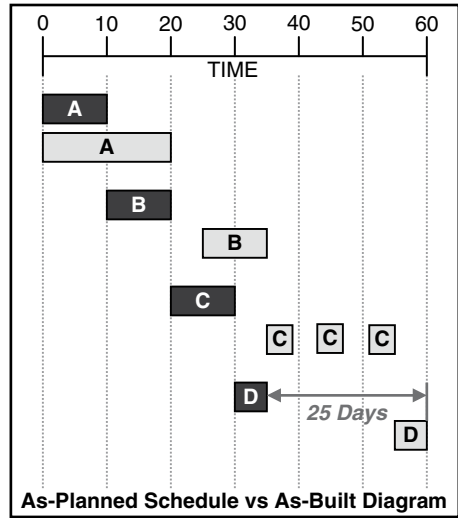 0 10 20 30 40 50 60
TIME
A
A
B
B
C
C C C
D
25 Days
D
As-Planned Schedule vs As-Built Diagram